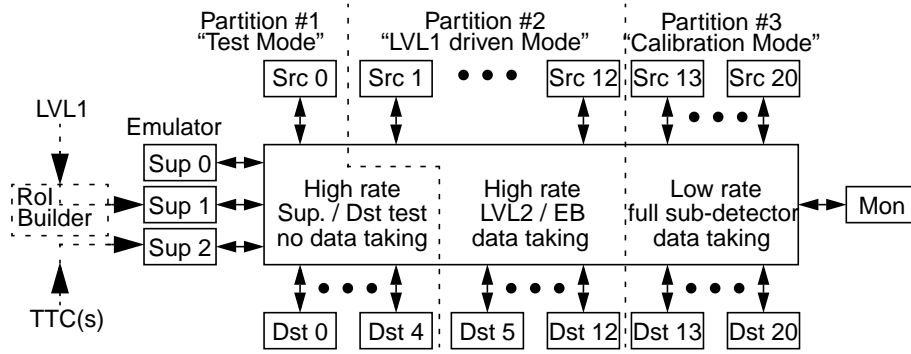 Partition #1
“Test Mode”
Partition #2
“LVL1 driven Mode”
Partition #3
“Calibration Mode”
Src 0
Src 1
Src 12
Src 13
Src 20
LVL1
Emulator
Sup 0
RoI
Builder
Sup 1
Sup 2
TTC(s)
High rate
Sup. / Dst test
no data taking
High rate
LVL2 / EB
data taking
Low rate
full sub-detector
data taking
Mon
Dst 0
Dst 4
Dst 5
Dst 12
Dst 13
Dst 20